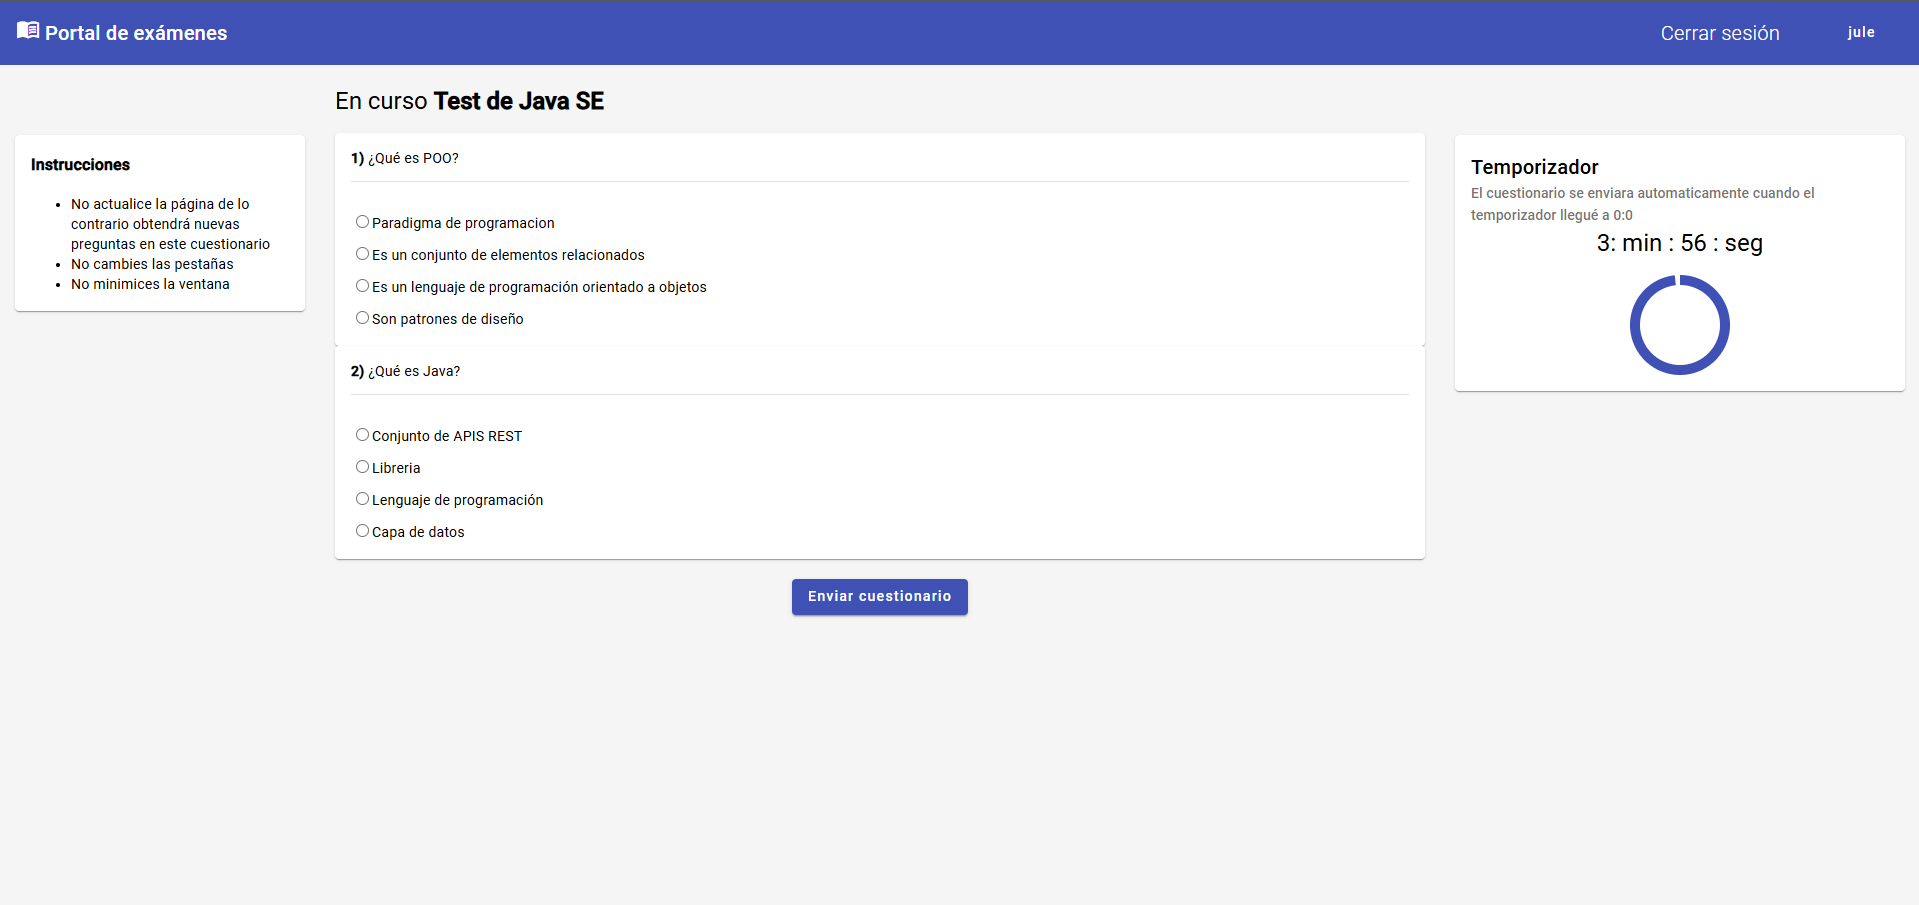 Portal de exámenes
Cerrar sesión
jule
En curso Test de Java SE
Instrucciones
No actualice la página de lo
contrario obtendrá nuevas
preguntas en este cuestionario
No cambies las pestañas
No minimices la ventana
1) ¿Qué es POO?
Paradigma de programacion
Es un conjunto de elementos relacionados
Es un lenguaje de programación orientado a objetos
Son patrones de diseño
2) ¿Qué es Java?
Conjunto de APIS REST
Libreria
Lenguaje de programación
Capa de datos
Enviar cuestionario
Temporizador
El cuestionario se enviara automaticamente cuando el
temporizador llegué a 0:0
3: min : 56 : seg